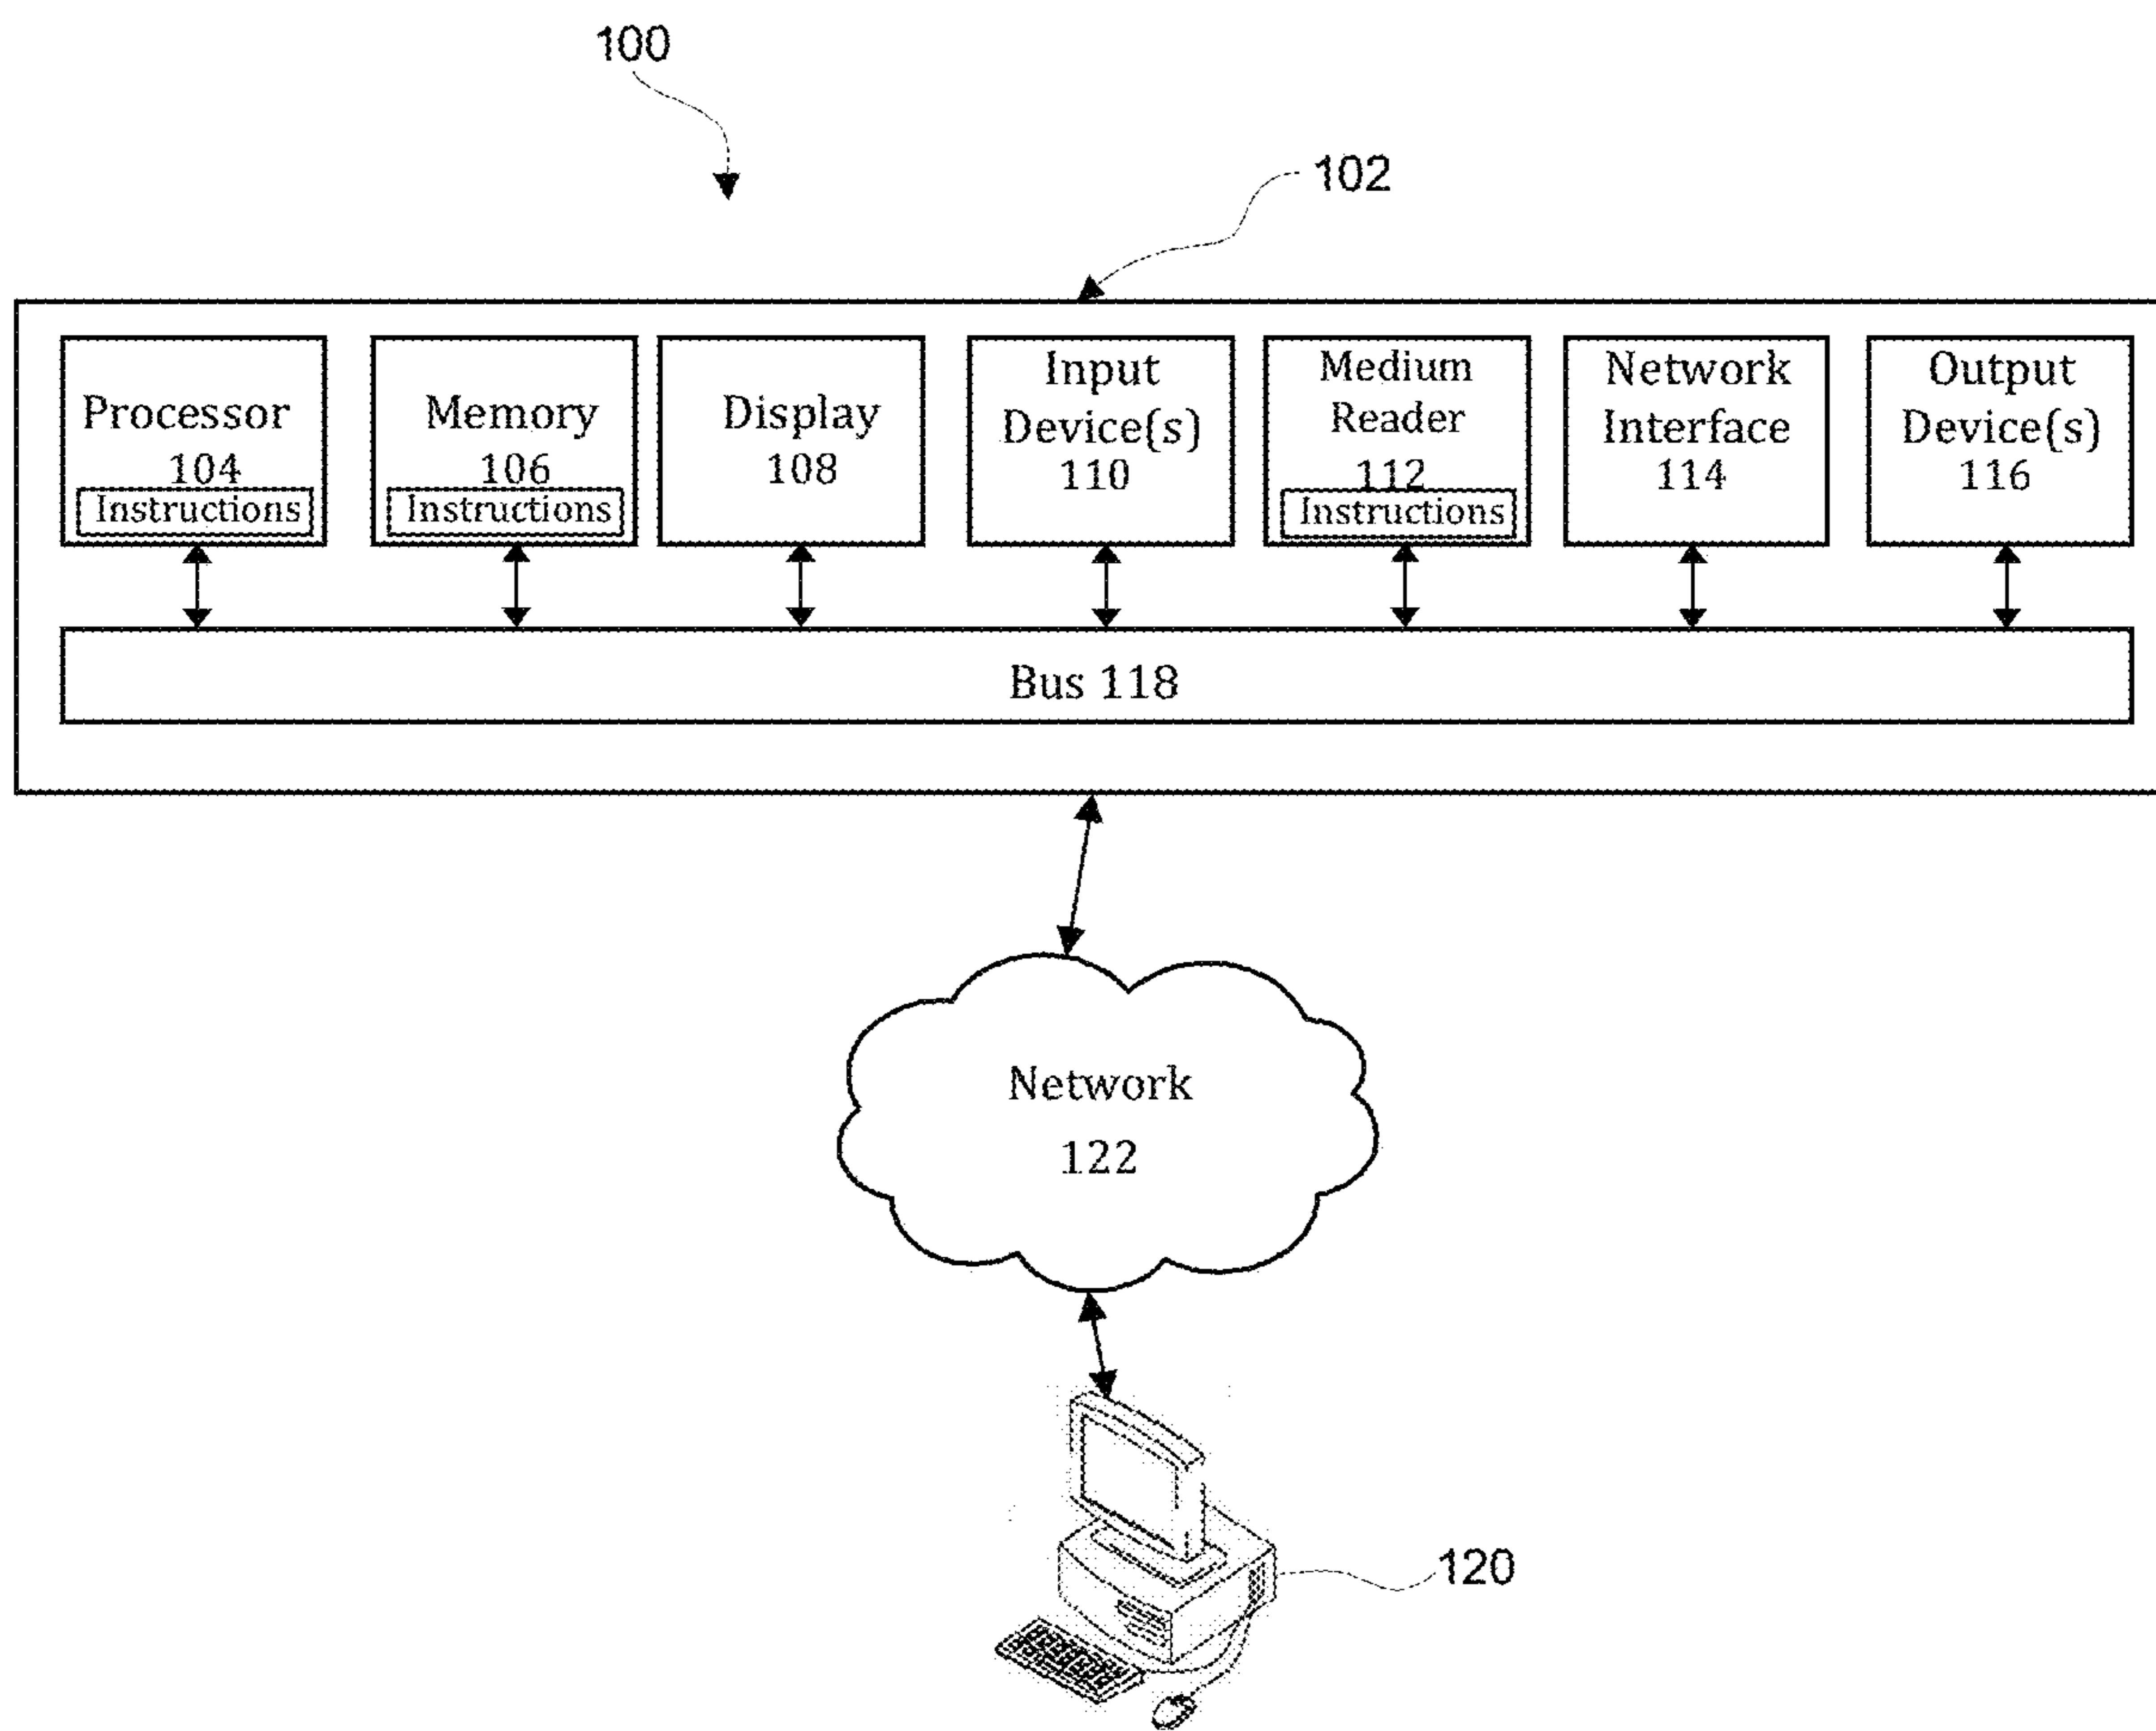 100
102
Processor
104
Instructions
Memory
106
Instructions
Display
108
Input
Device(s)
110
Medium
Reader
112
Instructions
Network
Interface
114
Output
Device(s)
116
Bus 118
Network
122
120